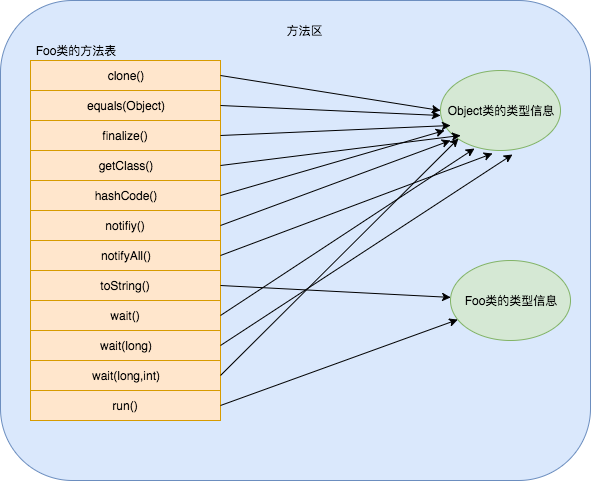 方法区
Foo类的方法表
clone()
equals(Object)
finalize()
getClass()
hashCode()
notifiy()
notifyAll()
toString()
wait()
wait(long)
wait(long,int)
run()
Object类的类型信息
Foo类的类型信息